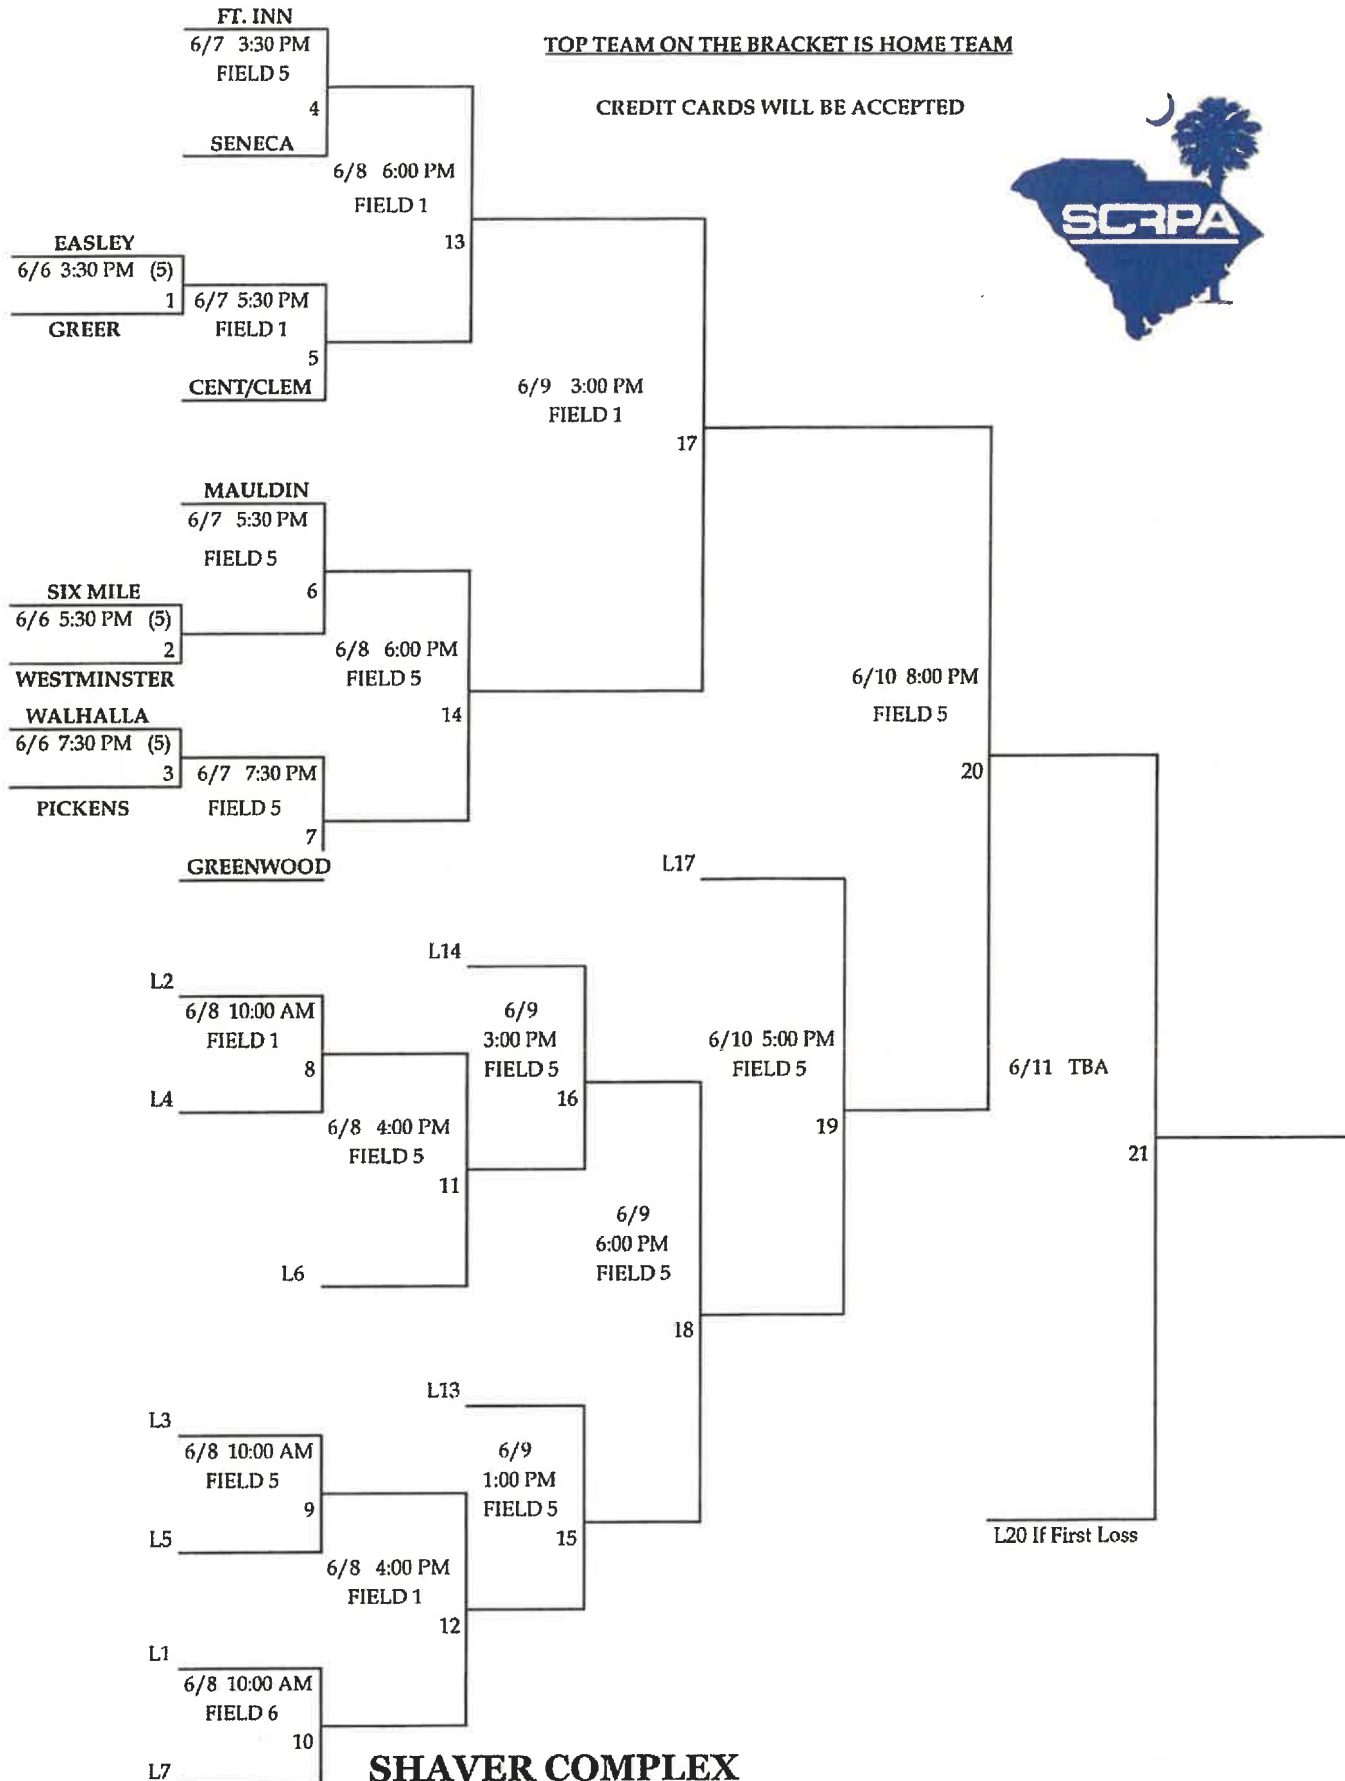 FT. INN
6/7 3:30 PM
FIELD 5
4
SENECA
TOP TEAM ON THE BRACKET IS HOME TEAM
CREDIT CARDS WILL BE ACCEPTED
SCRPA
6/8 6:00 PM
FIELD 1
13
EASLEY
6/6 3:30 PM (5)
1
GREER
6/7 5:30 PM
FIELD 1
5
CENT/CLEM
6/9 3:00 PM
FIELD 1
17
MAULDIN
6/7 5:30 PM
FIELD 5
6
SIX MILE
6/6 5:30 PM (5)
2
WESTMINSTER
6/8 6:00 PM
FIELD 5
14
WALHALLA
6/6 7:30 PM (5)
3
PICKENS
6/7 7:30 PM
FIELD 5
7
GREENWOOD
6/10 8:00 PM
FIELD 5
20
L17
L14
L2
6/8 10:00 AM
FIELD 1
8
L4
6/9
3:00 PM
FIELD 5
16
6/10 5:00 PM
FIELD 5
19
6/11 TBA
21
6/8 4:00 PM
FIELD 5
11
L6
6/9
6:00 PM
FIELD 5
18
L13
L3
6/8 10:00 AM
FIELD 5
9
L5
6/9
1:00 PM
FIELD 5
15
L20 If First Loss
6/8 4:00 PM
FIELD 1
12
L1
6/8 10:00 AM
FIELD 6
10
L7
SHAVER COMPLEX